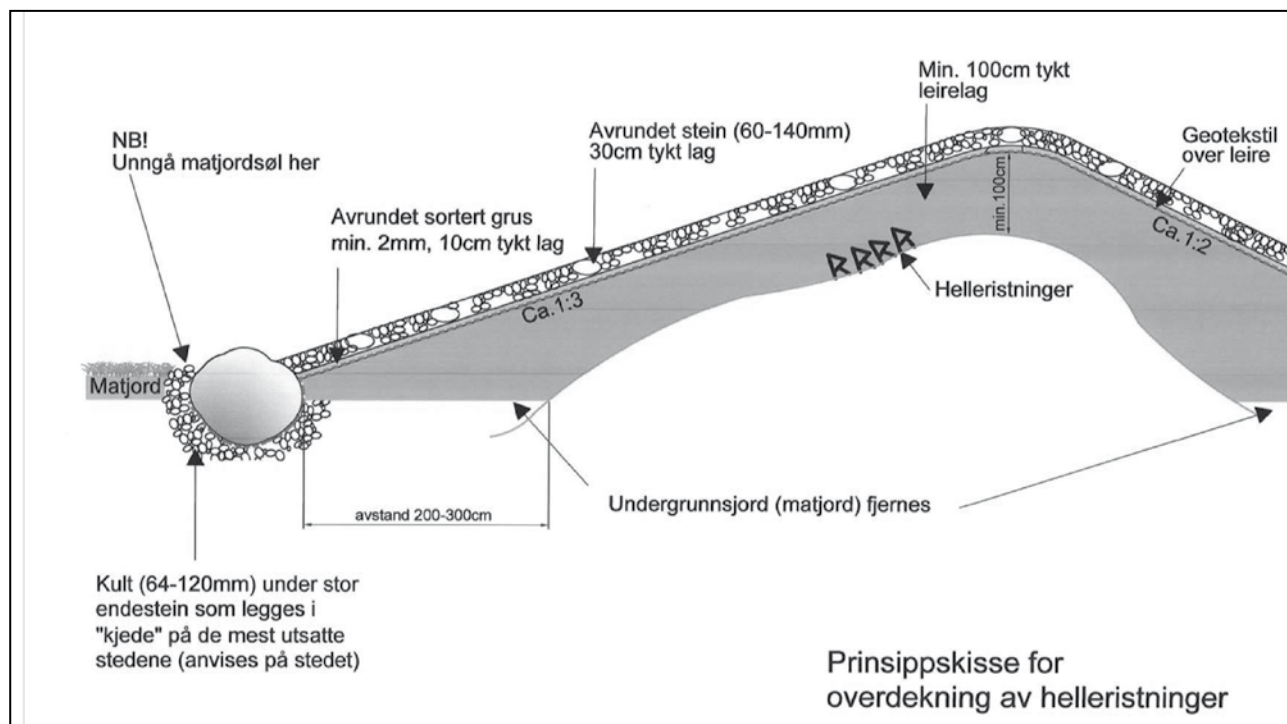 Min. 100cm tykt
leirelag
NB!
Unngå matjordsøl her
Avrundet stein (60-140mm)
30cm tykt lag
Geotekstil
over leire
Avrundet sortert grus
min. 2mm, 10cm tykt lag
min.100cm
Ca.1:2
Helleristninger
Ca.1:3
Matjord
Undergrunnsjord (matjord) fjernes
avstand 200-300cm
Kult (64-120mm) under stor
endestein som legges i
"kjede" på de mest utsatte
stedene (anvises på stedet)
Prinsippskisse for
overdekning av helleristninger